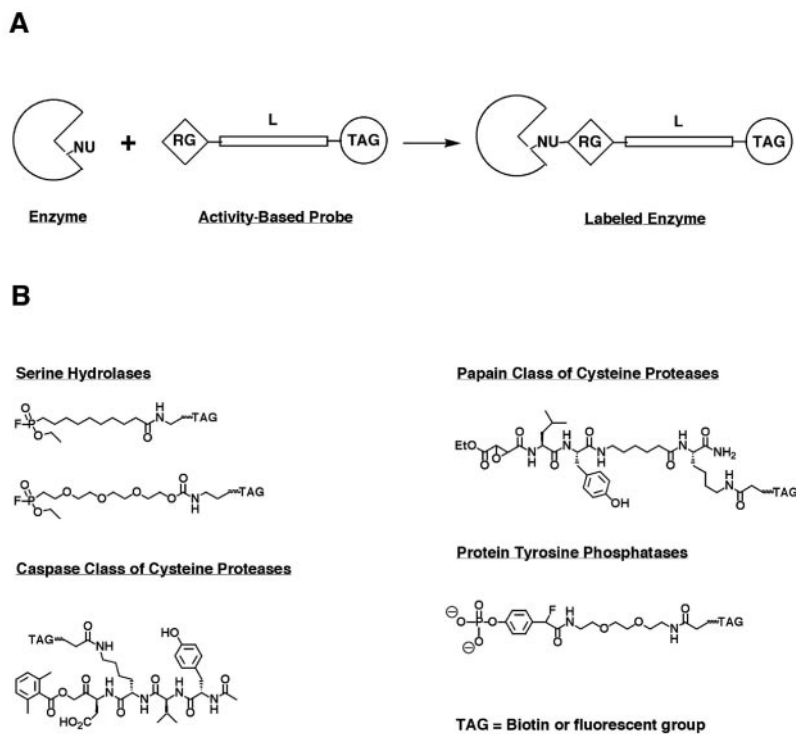 A
Enzyme
NU
+
RG
L
TAG
Activity-Based Probe
NU
RG
L
TAG
Labeled Enzyme
B
Serine Hydrolases
O
F
P
O
H
N
O
TAG
O
F
P
O
O
O
O
O
O
N
H
TAG
Caspase Class of Cysteine Proteases
TAG
O
NH
HO
O
O
O
H
N
O
H
N
O
N
H
O
N
H
O
HO₂C
Papain Class of Cysteine Proteases
EtO
O
O
O
N
H
O
H
N
O
N
H
OH
O
H
N
O
NH₂
H
N
O
TAG
Protein Tyrosine Phosphatases
⊖
O
O
P
O
O
⊖
F
O
H
N
O
O
N
H
O
TAG
TAG = Biotin or fluorescent group